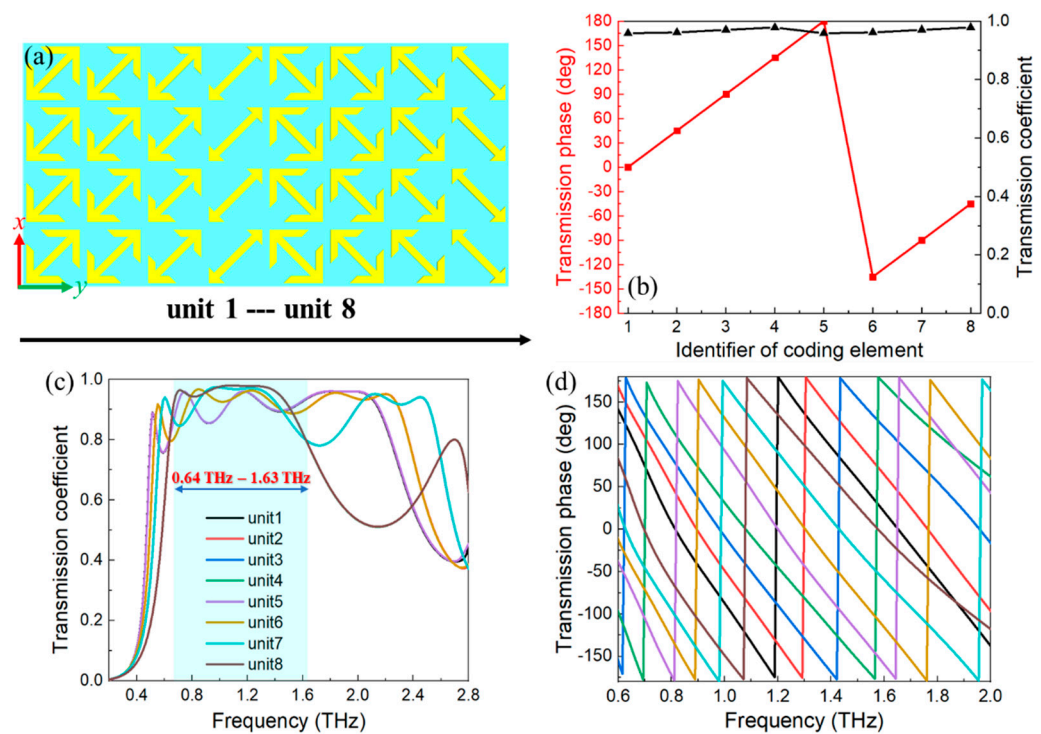 (a)
x
y
unit 1 --- unit 8
(b)
Transmission phase (deg)
180
150
120
90
60
30
0
-30
-60
-90
-120
-150
-180
1 2 3 4 5 6 7 8
Identifier of coding element
1.0
0.8
0.6
0.4
0.2
0.0
Transmission coefficient
(c)
Transmission coefficient
1.0
0.8
0.6
0.4
0.2
0.0
0.64 THz – 1.63 THz
unit1
unit2
unit3
unit4
unit5
unit6
unit7
unit8
0.4 0.8 1.2 1.6 2.0 2.4 2.8
Frequency (THz)
(d)
Transmission phase (deg)
150
100
50
0
-50
-100
-150
0.6 0.8 1.0 1.2 1.4 1.6 1.8 2.0
Frequency (THz)